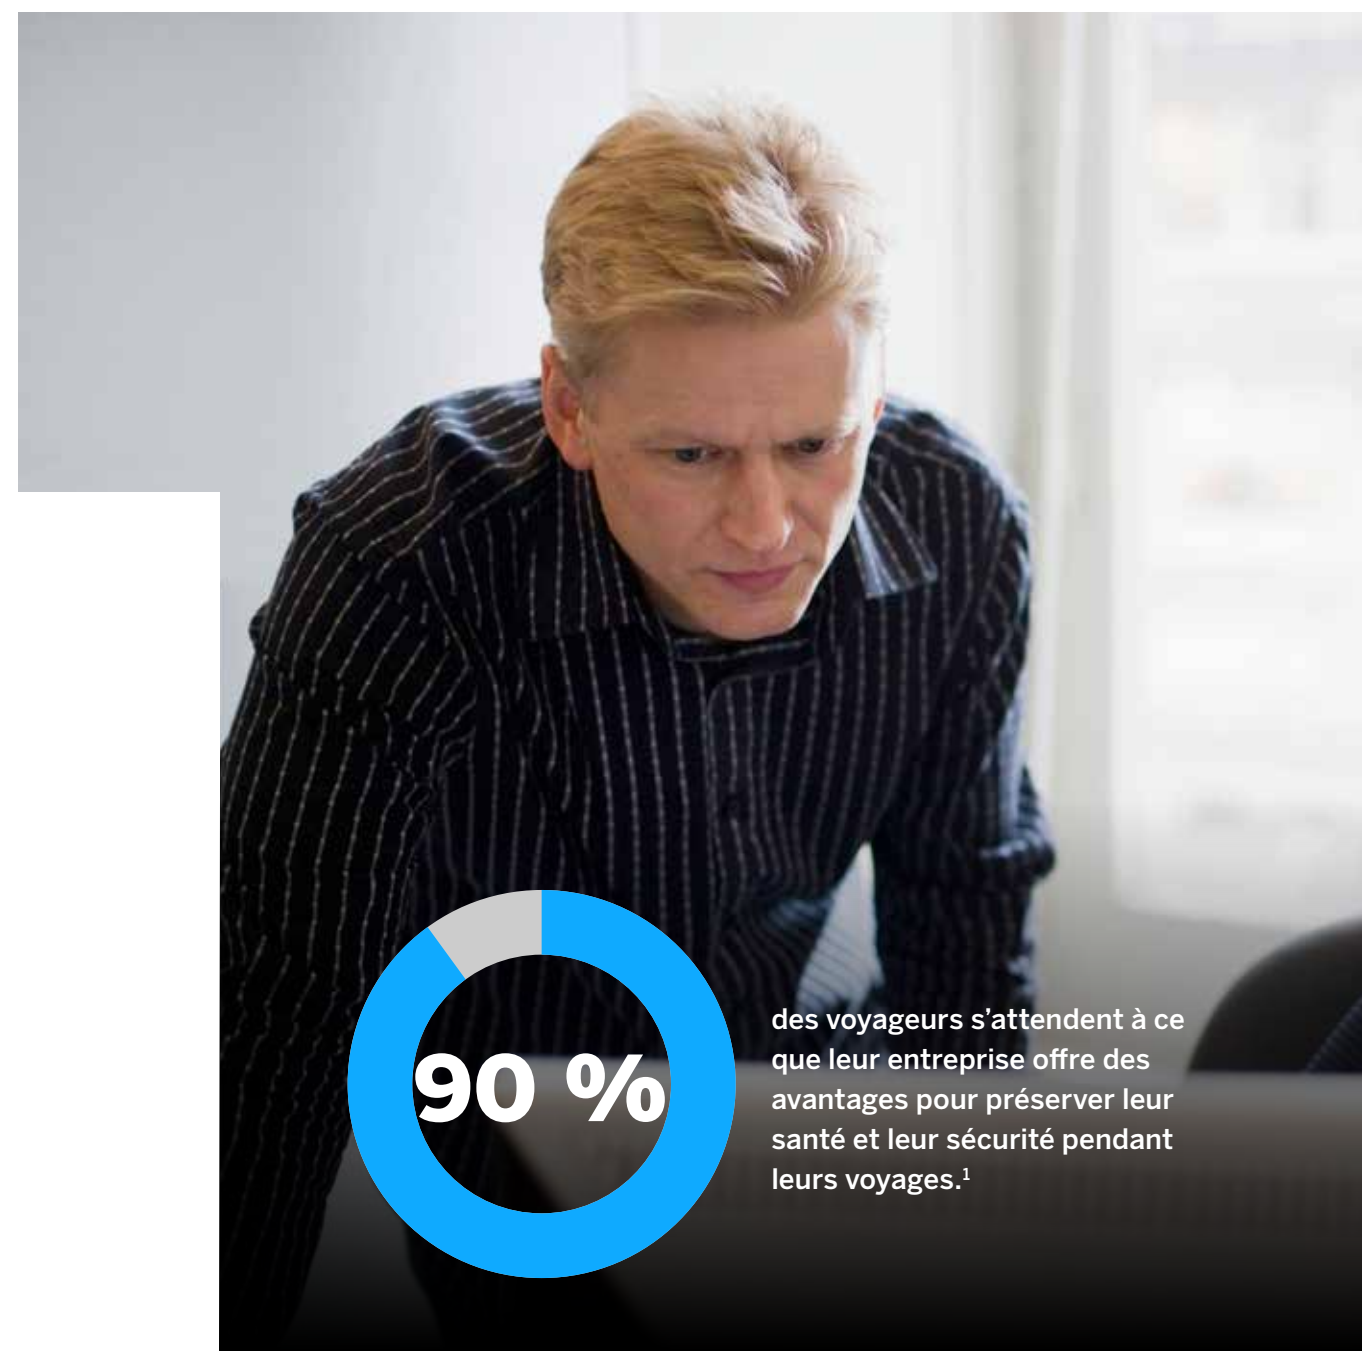 90 %
des voyageurs s’attendent à ce
que leur entreprise offre des
avantages pour préserver leur
santé et leur sécurité pendant
leurs voyages.¹